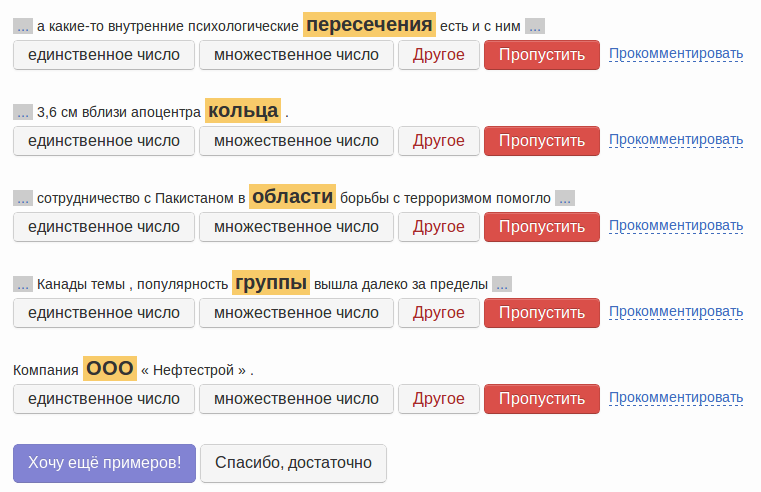 ... а какие-то внутренние психологические пересечения есть и с ним ...
единственное число множественное число Другое Пропустить Прокомментировать
... 3,6 см вблизи апоцентра кольца .
единственное число множественное число Другое Пропустить Прокомментировать
... сотрудничество с Пакистаном в области борьбы с терроризмом помогло ...
единственное число множественное число Другое Пропустить Прокомментировать
... Канады темы , популярность группы вышла далеко за пределы ...
единственное число множественное число Другое Пропустить Прокомментировать
Компания ООО « Нефтестрой » .
единственное число множественное число Другое Пропустить Прокомментировать
Хочу ещё примеров! Спасибо, достаточно